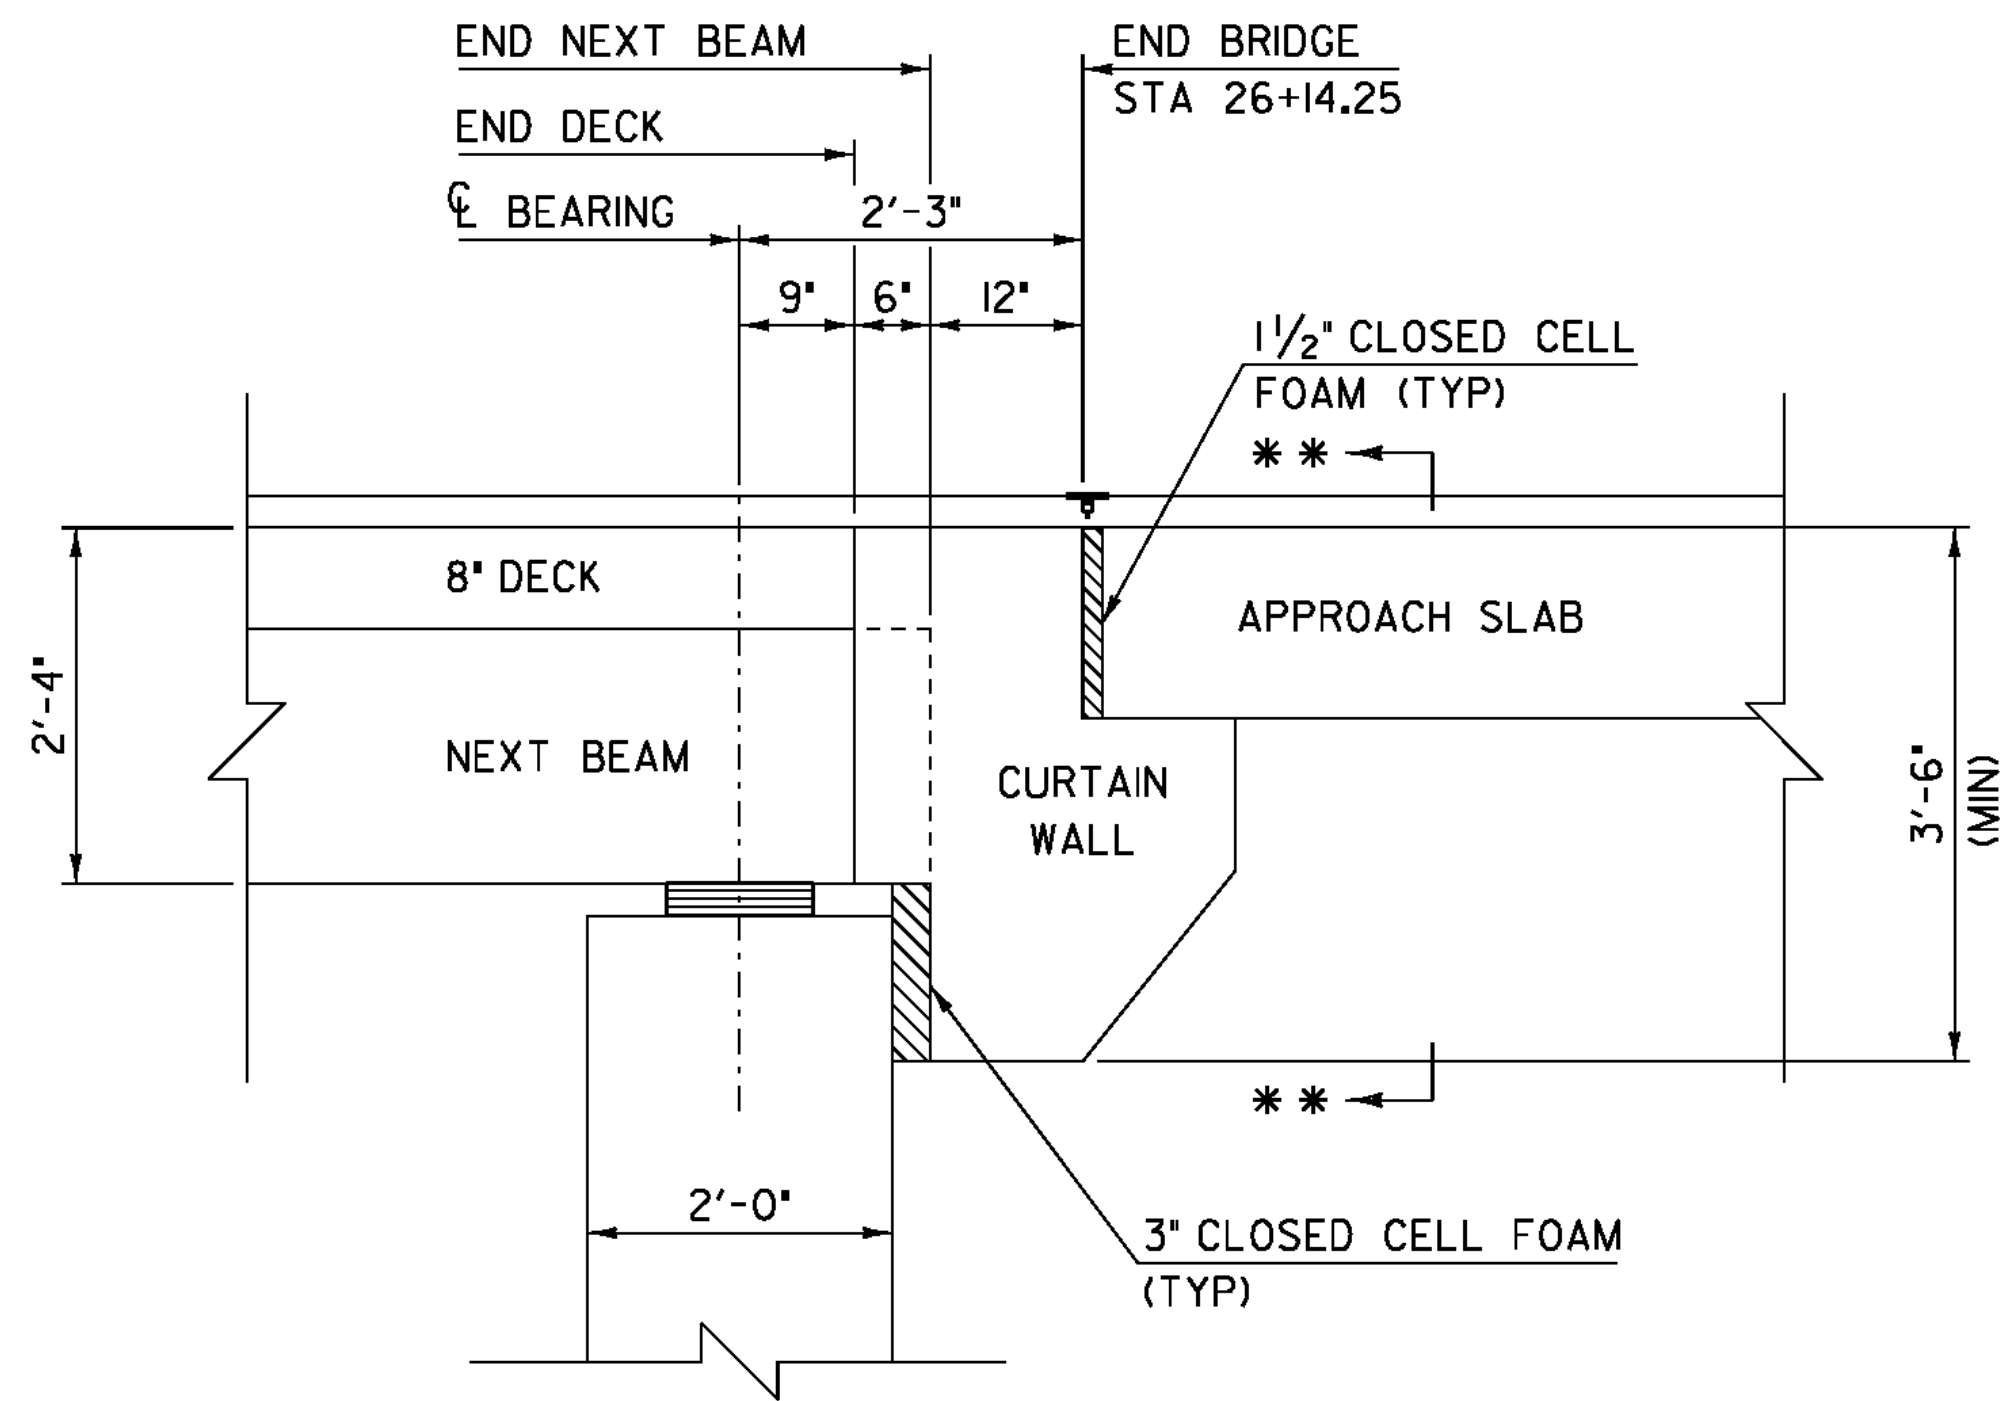 END NEXT BEAM
END BRIDGE
STA 26+14.25
END DECK
℄ BEARING
2'-3"
9"
6"
12"
1 1/2" CLOSED CELL
FOAM (TYP)
**
8" DECK
APPROACH SLAB
2'-4"
NEXT BEAM
CURTAIN
WALL
3'-6"
(MIN)
**
2'-0"
3" CLOSED CELL FOAM
(TYP)